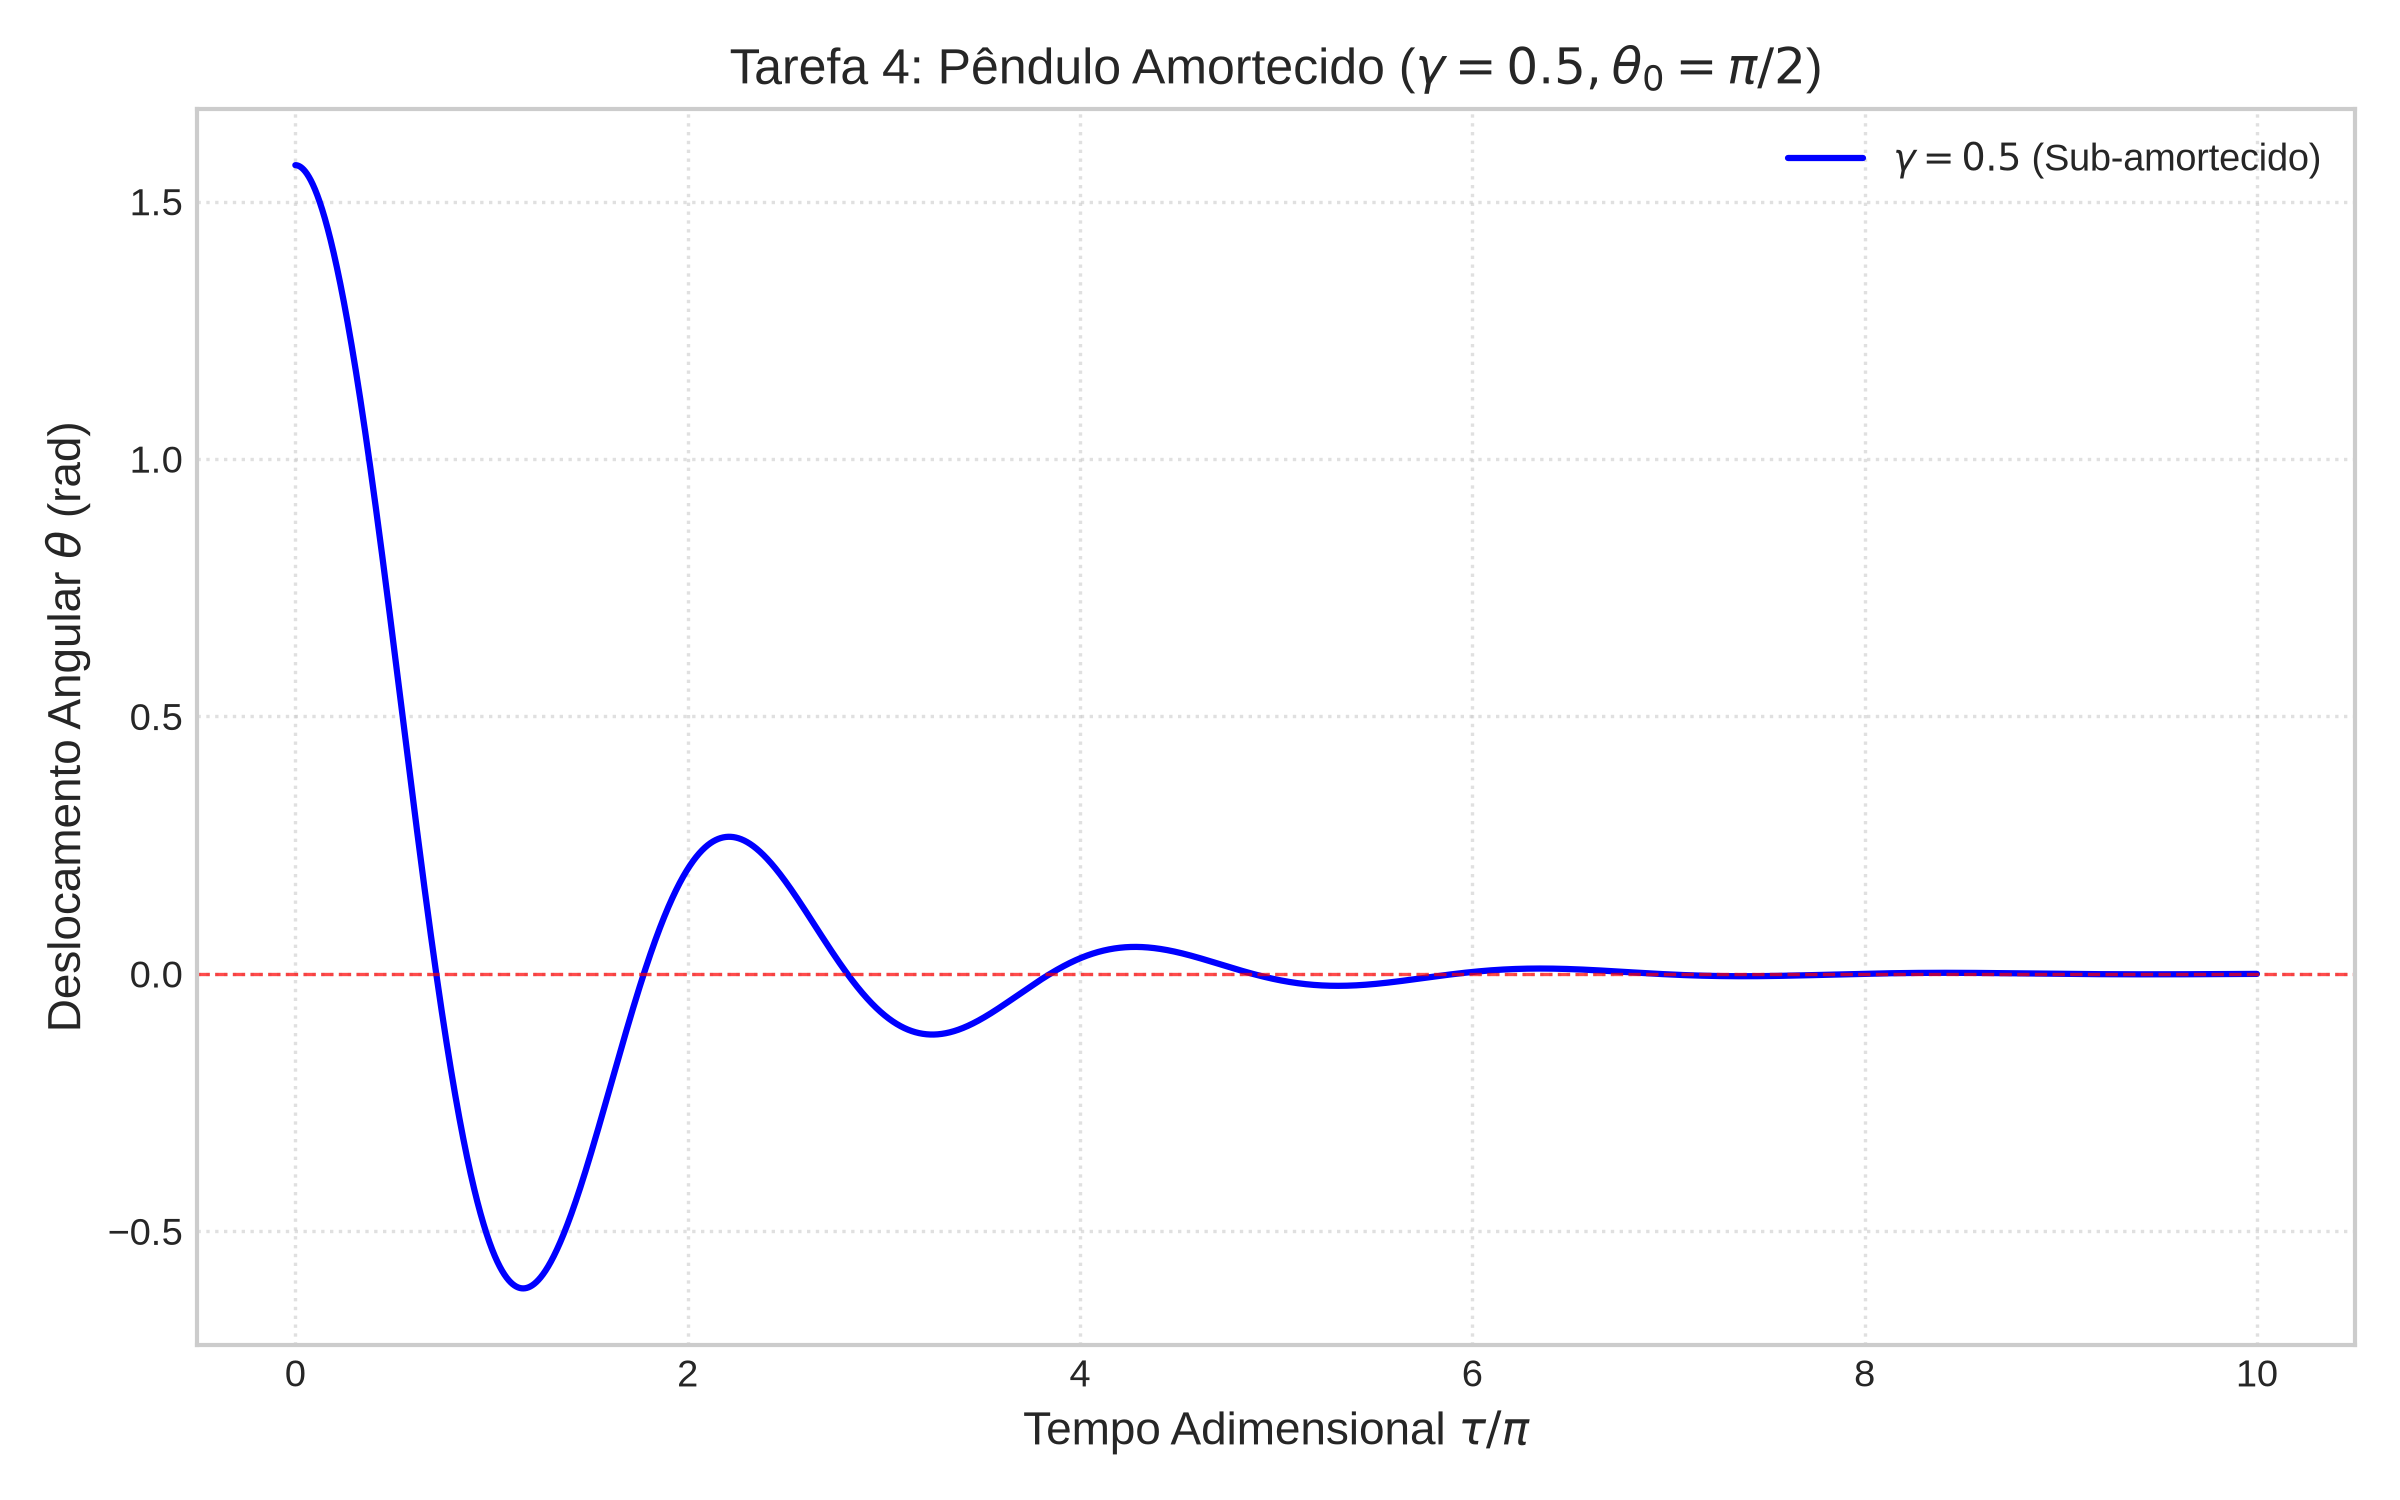 Tarefa 4: Pêndulo Amortecido (γ = 0.5, θ₀ = π/2)
γ = 0.5 (Sub-amortecido)
Deslocamento Angular θ (rad)
1.5
1.0
0.5
0.0
−0.5
0 2 4 6 8 10
Tempo Adimensional τ/π